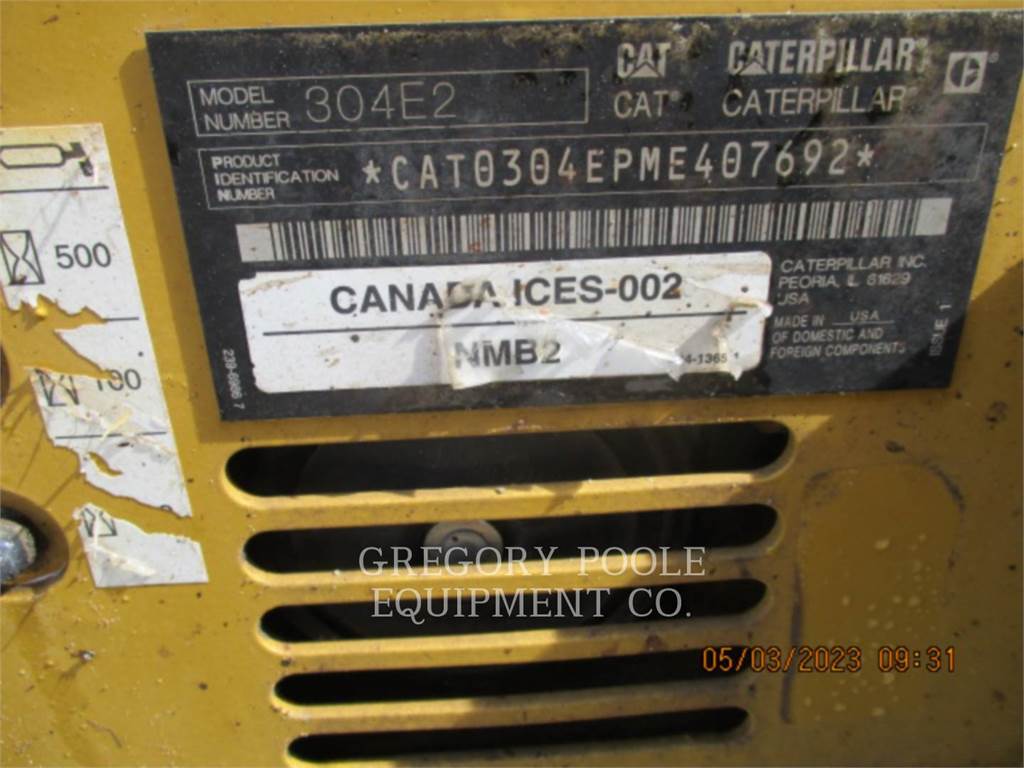 CAT CATERPILLAR
CAT® CATERPILLAR®
MODEL NUMBER 304E2
PRODUCT IDENTIFICATION NUMBER *CAT0304EPME407692*
CANADA ICES-002
NMB2
CATERPILLAR INC.
PEORIA, IL 61629
USA
MADE IN USA
OF DOMESTIC AND
FOREIGN COMPONENTS
ISSUE 1
500
GREGORY POOLE
EQUIPMENT CO.
05/03/2023 09:31